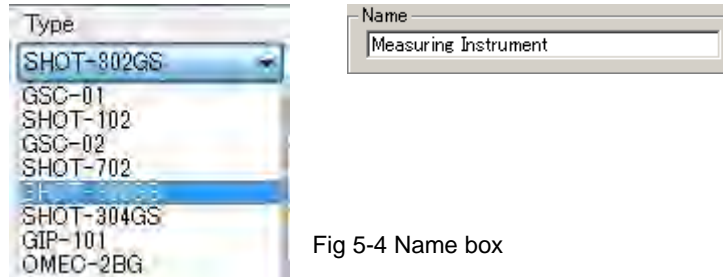 Type
SHOT-302GS
GSC-01
SHOT-102
GSC-02
SHOT-702
SHOT-304GS
GIP-101
OMEC-2BG
Name
Measuring Instrument
Fig 5-4 Name box